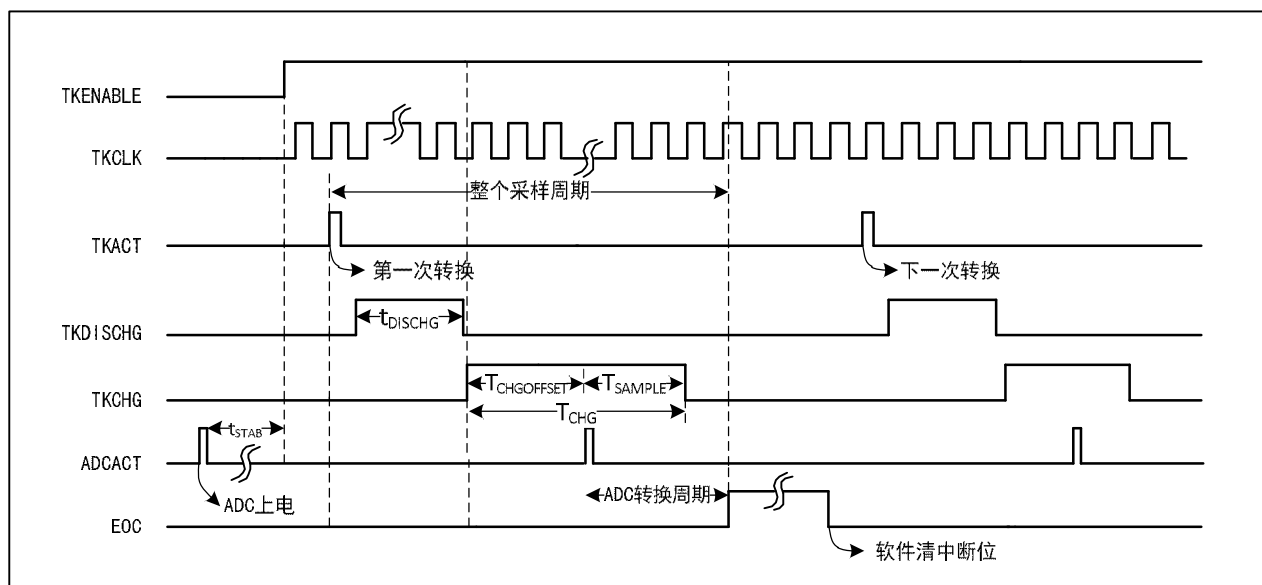 TKENABLE
TKCLK
整个采样周期
TKACT
第一次转换
下一次转换
tDISCHG
TKDISCHG
TCHGOFFSET
TSAMPLE
TKCHG
TCHG
tSTAB
ADCACT
ADC上电
ADC转换周期
EOC
软件清中断位